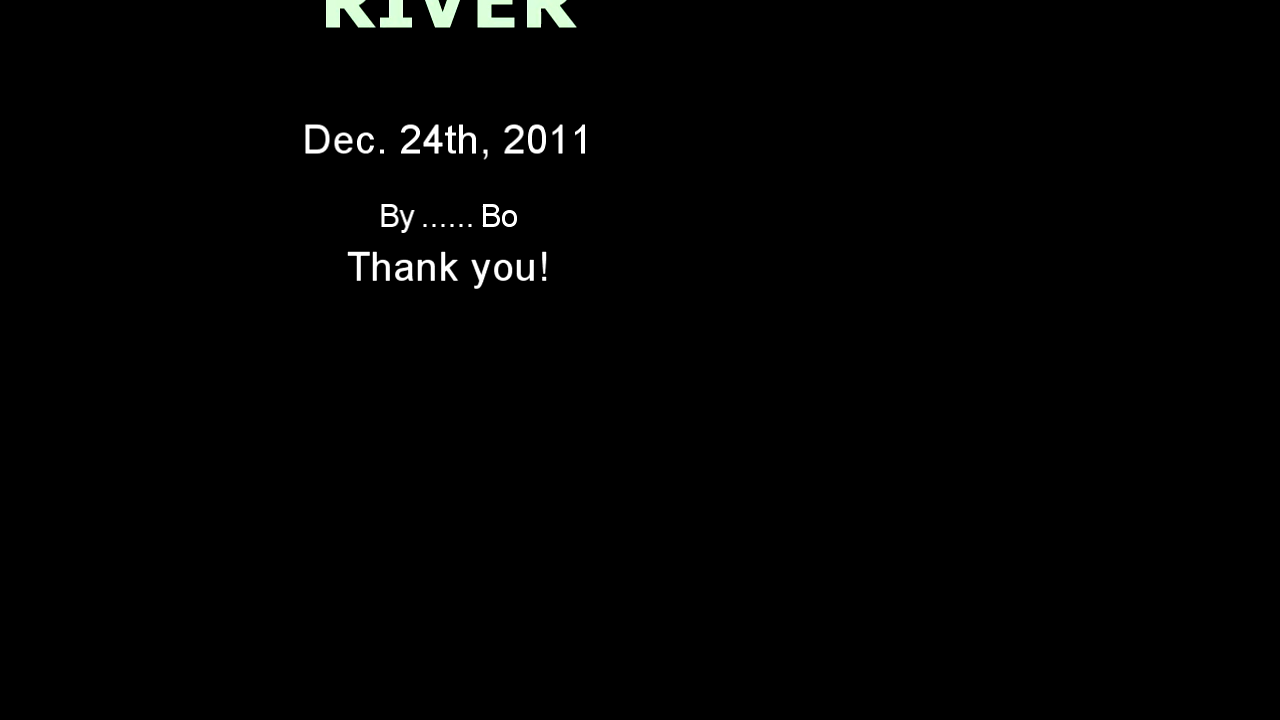 RIVER
Dec. 24th, 2011
By ...... Bo
Thank you!